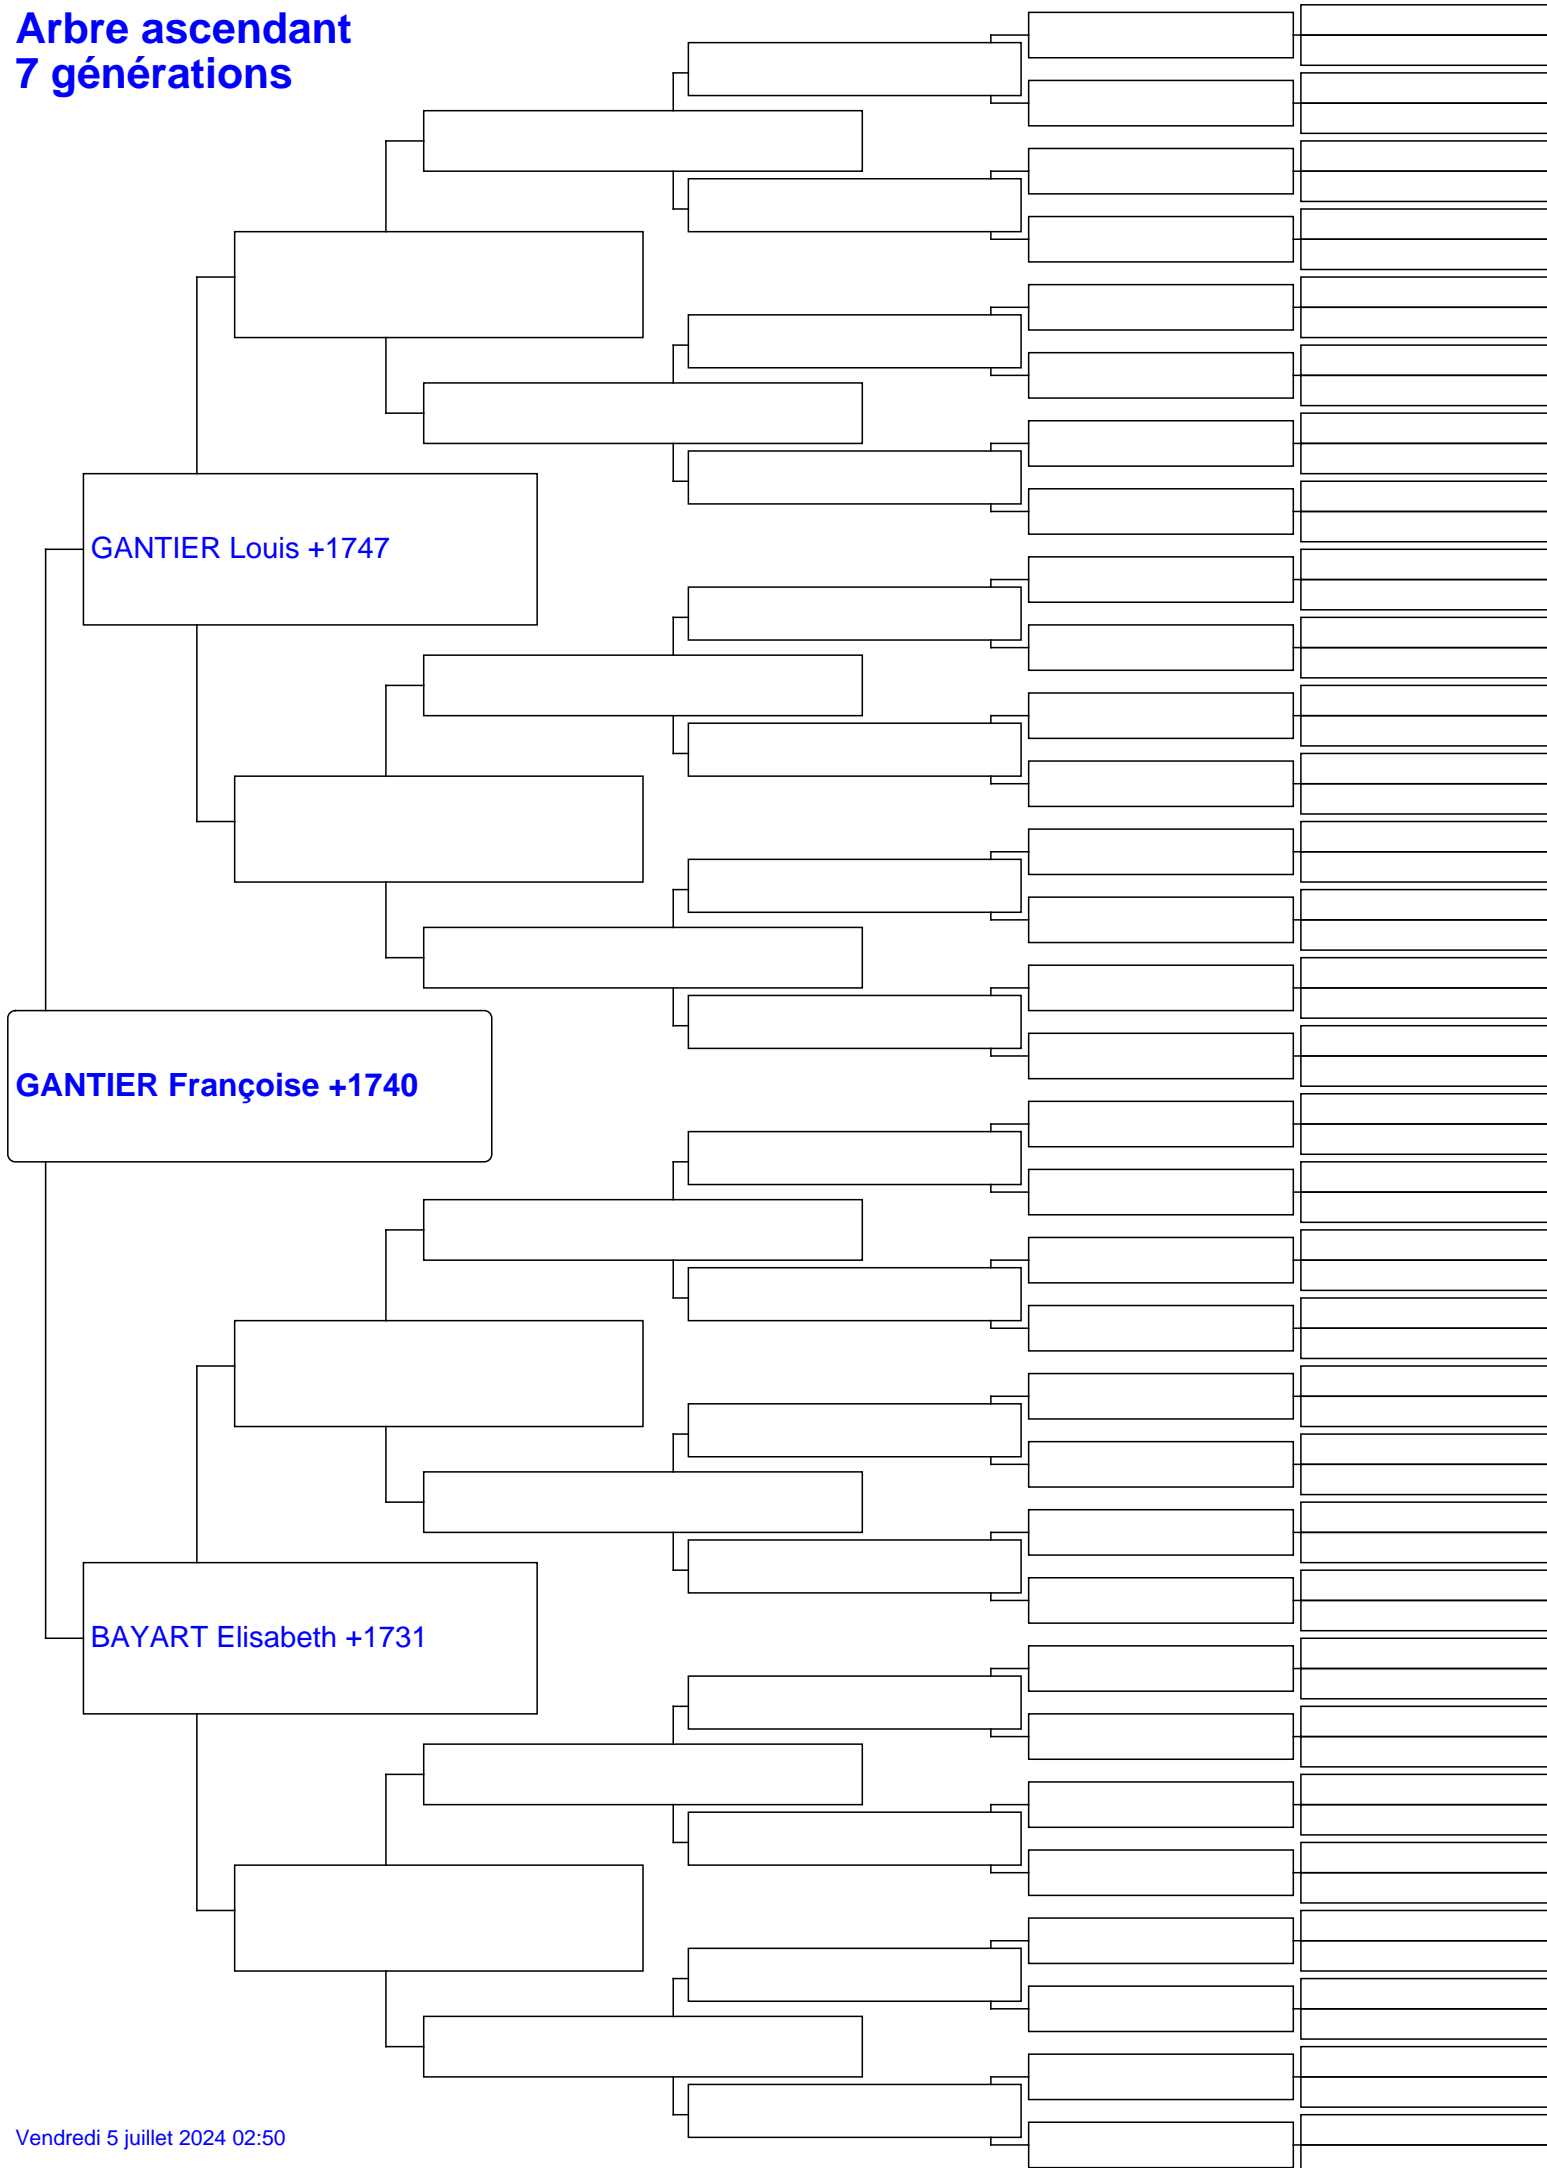 Arbre ascendant
7 générations
GANTIER Louis +1747
GANTIER Françoise +1740
BAYART Elisabeth +1731
Vendredi 5 juillet 2024 02:50